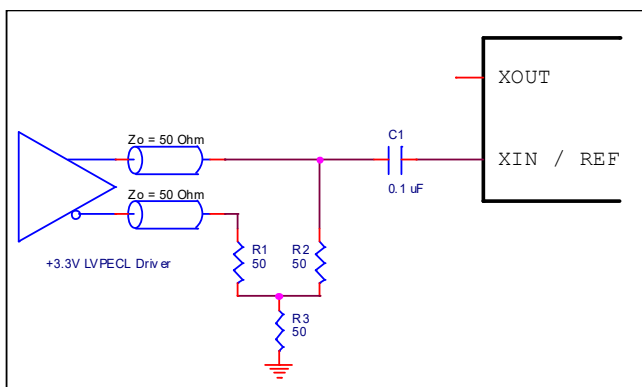 XOUT
Zo = 50 Ohm
C1
XIN / REF
0.1 uF
Zo = 50 Ohm
R1
50
R2
50
+3.3V LVPECL Driver
R3
50